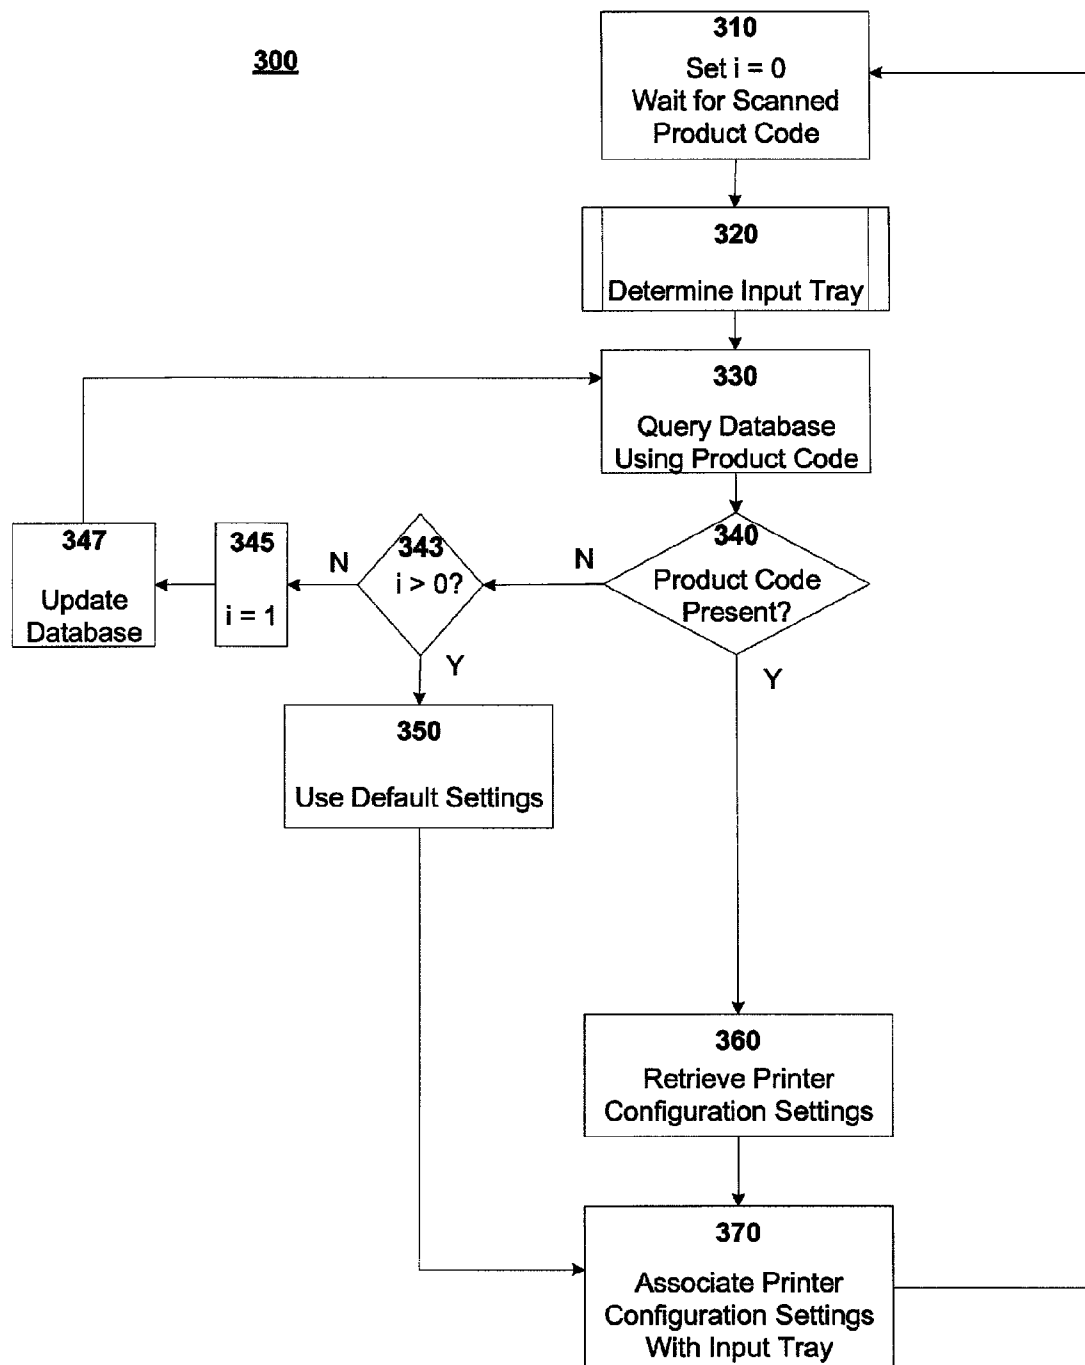 300
310
Set i = 0
Wait for Scanned
Product Code
320
Determine Input Tray
330
Query Database
Using Product Code
340
Product Code
Present?
N
Y
343
i > 0?
N
Y
345
i = 1
347
Update
Database
350
Use Default Settings
360
Retrieve Printer
Configuration Settings
370
Associate Printer
Configuration Settings
With Input Tray